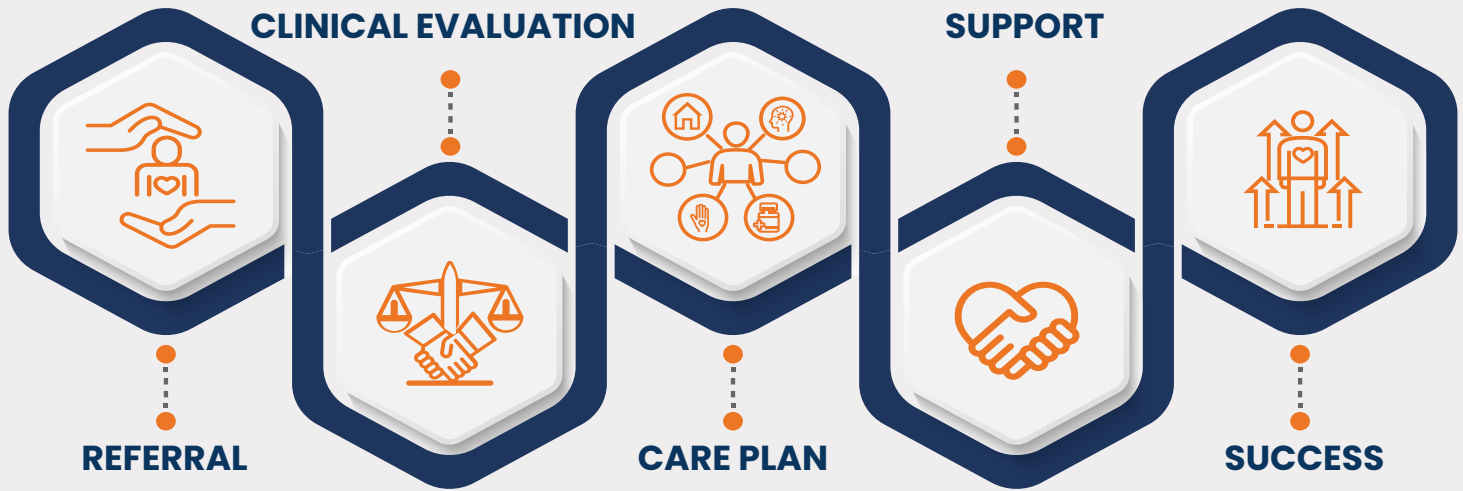 CLINICAL EVALUATION
SUPPORT
REFERRAL
CARE PLAN
SUCCESS